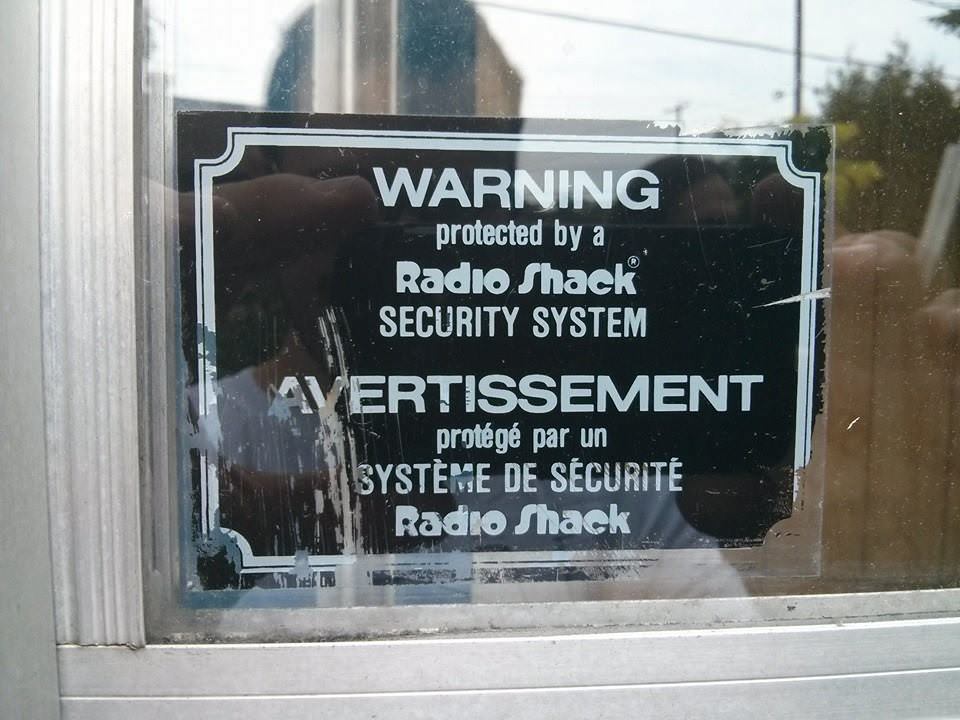 WARNING
protected by a
Radio Shack®
SECURITY SYSTEM
AVERTISSEMENT
protégé par un
SYSTÈME DE SÉCURITÉ
Radio Shack